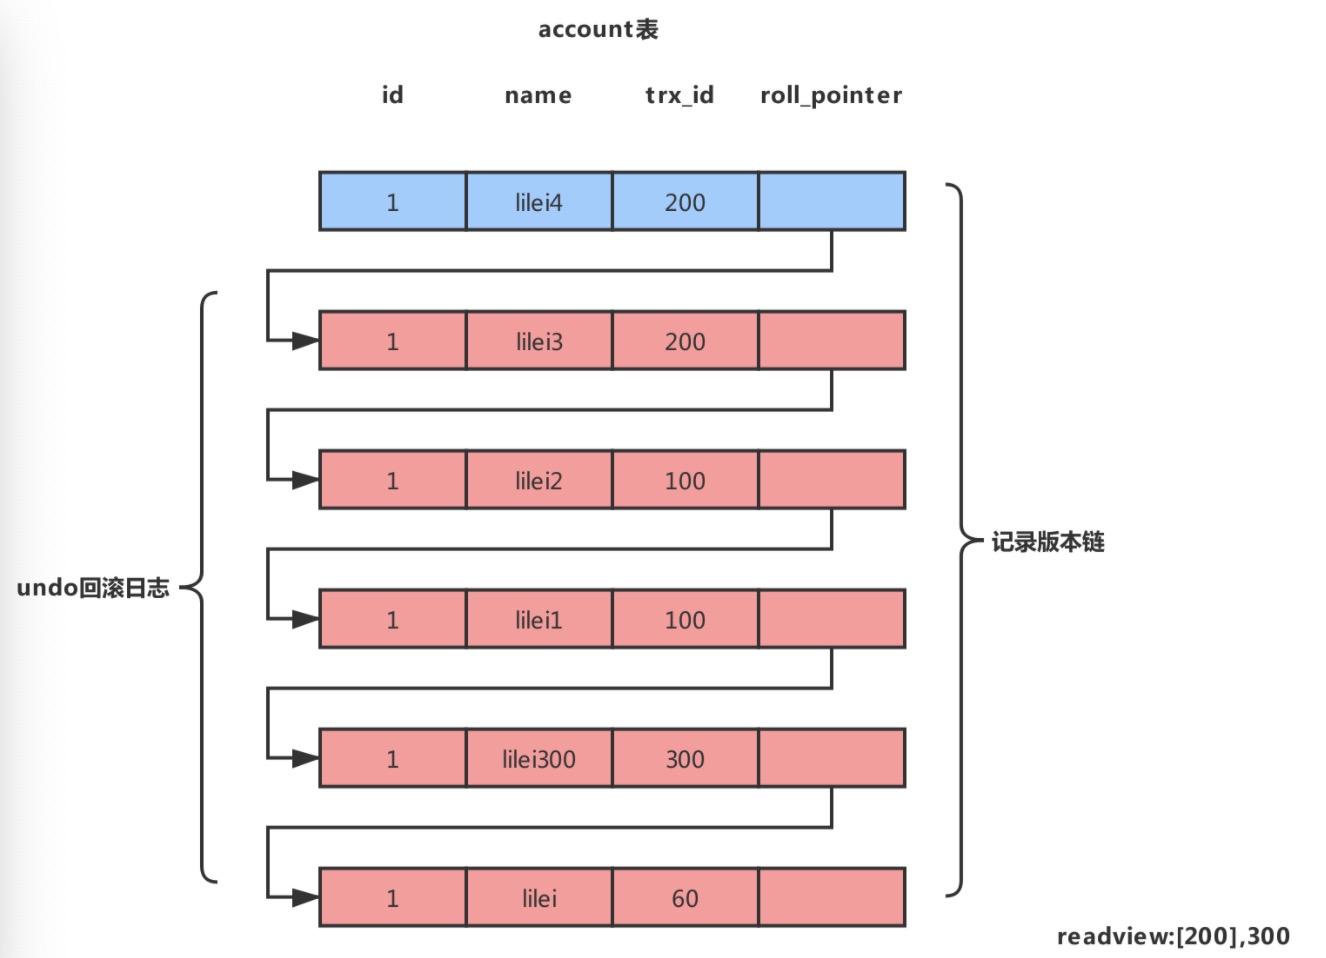 account表
id name trx_id roll_pointer
1 lilei4 200
1 lilei3 200
1 lilei2 100
记录版本链
undo回滚日志
1 lilei1 100
1 lilei300 300
1 lilei 60
readview:[200],300